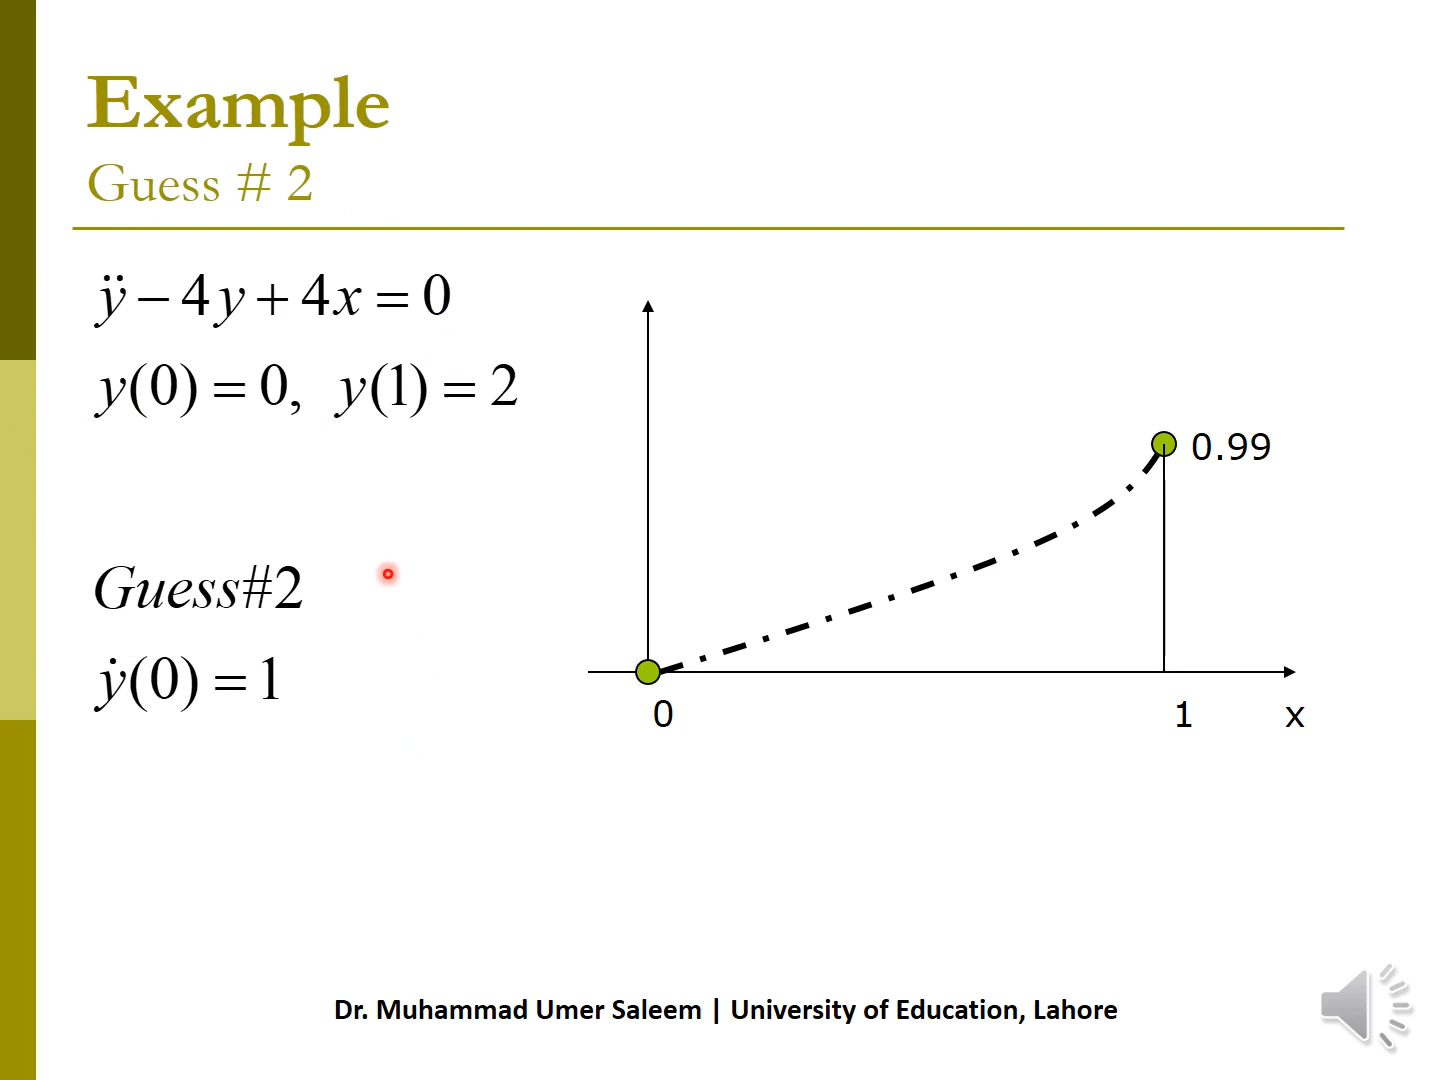 Example
Guess # 2
ÿ − 4y + 4x = 0
y(0) = 0, y(1) = 2
Guess#2
ẏ(0) = 1
0.99
0 1 x
Dr. Muhammad Umer Saleem | University of Education, Lahore